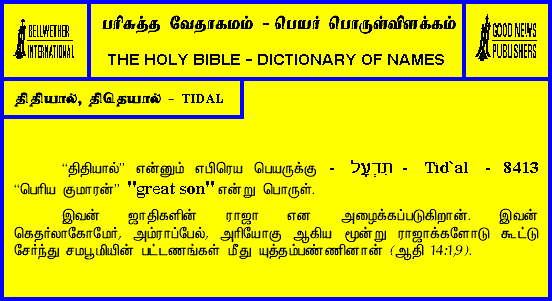 BELLWETHER
INTERNATIONAL
பரிசுத்த வேதாகமம் - பெயர் பொருள்விளக்கம்
THE HOLY BIBLE - DICTIONARY OF NAMES
GOOD NEWS
PUBLISHERS
திதியால், திதெயால் - TIDAL
“திதியால்” என்னும் எபிரெய பெயருக்கு - תִּדְעָל - Tid`al - 8413
“பெரிய குமாரன்” "great son" என்று பொருள்.
இவன் ஜாதிகளின் ராஜா என அழைக்கப்படுகிறான். இவன்
கெதர்லாகோமேர், அம்ராப்பேல், அரியோகு ஆகிய மூன்று ராஜாக்களோடு கூட்டு
சேர்ந்து சமபூமியின் பட்டணங்கள் மீது யுத்தம்பண்ணினான் (ஆதி 14:1,9).